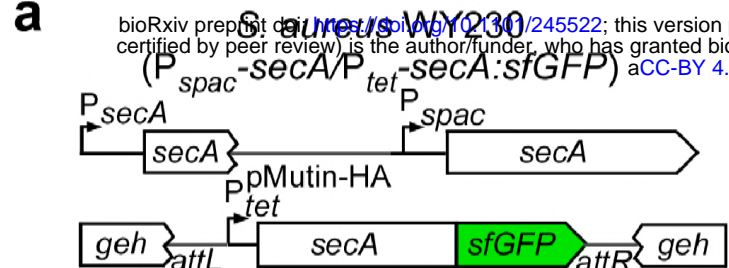 a
bioRxiv preprint doi: https://doi.org/10.1101/245522; this version
certified by peer review) is the author/funder, who has granted bio
aCC-BY 4.
S. aureus WY230
(Pspac-secA/Ptet-secA:sfGFP)
PsecA Pspac
secA secA
pMutin-HA
Ptet
geh attL secA sfGFP attR geh